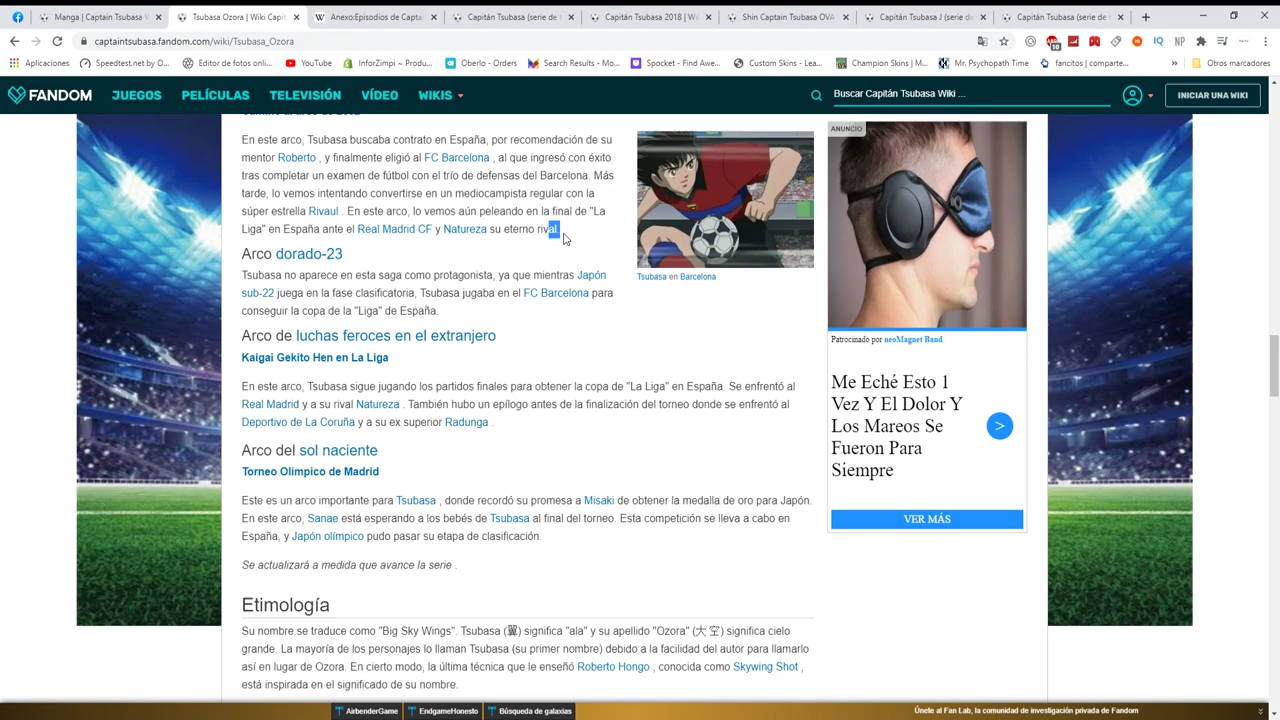 Manga | Captain Tsubasa W
Tsubasa Ozora | Wiki Capit
Anexo:Episodios de Capta
Capitán Tsubasa (serie de
Capitán Tsubasa 2018 | W
Shin Captain Tsubasa OVA
Capitán Tsubasa J (serie d
Capitán Tsubasa (serie de
captaintsubasa.fandom.com/wiki/Tsubasa_Ozora
10
IQ
NP
Aplicaciones
Speedtest.net by O...
Editor de fotos onli...
YouTube
InforZimpi ~ Produ...
Oberlo - Orders
Search Results - Mo...
Spocket - Find Awe...
Custom Skins - Lea...
Champion Skins | M...
Mr. Psychopath Time
fancitos | comparte...
Otros marcadores
FANDOM
JUEGOS
PELÍCULAS
TELEVISIÓN
VÍDEO
WIKIS
Buscar Capitán Tsubasa Wiki ...
INICIAR UNA WIKI
En este arco, Tsubasa buscaba contrato en España, por recomendación de su
mentor Roberto , y finalmente eligió al FC Barcelona , al que ingresó con éxito
tras completar un examen de fútbol con el trío de defensas del Barcelona. Más
tarde, lo vemos intentando convertirse en un mediocampista regular con la
súper estrella Rivaul . En este arco, lo vemos aún peleando en la final de "La
Liga" en España ante el Real Madrid CF y Natureza su eterno rival.
Tsubasa en Barcelona
Arco dorado-23
Tsubasa no aparece en esta saga como protagonista, ya que mientras Japón
sub-22 juega en la fase clasificatoria, Tsubasa jugaba en el FC Barcelona para
conseguir la copa de la "Liga" de España.
Arco de luchas feroces en el extranjero
Kaigai Gekito Hen en La Liga
En este arco, Tsubasa sigue jugando los partidos finales para obtener la copa de "La Liga" en España. Se enfrentó al
Real Madrid y a su rival Natureza . También hubo un epílogo antes de la finalización del torneo donde se enfrentó al
Deportivo de La Coruña y a su ex superior Radunga .
Arco del sol naciente
Torneo Olimpico de Madrid
Este es un arco importante para Tsubasa , donde recordó su promesa a Misaki de obtener la medalla de oro para Japón.
En este arco, Sanae está esperando a los bebés de Tsubasa al final del torneo. Esta competición se lleva a cabo en
España, y Japón olímpico pudo pasar su etapa de clasificación.
Se actualizará a medida que avance la serie .
Etimología
Su nombre se traduce como "Big Sky Wings". Tsubasa (翼) significa "ala" y su apellido "Ozora" (大空) significa cielo
grande. La mayoría de los personajes lo llaman Tsubasa (su primer nombre) debido a la facilidad del autor para llamarlo
así en lugar de Ozora. En cierto modo, la última técnica que le enseñó Roberto Hongo , conocida como Skywing Shot ,
está inspirada en el significado de su nombre.
ANUNCIO
Patrocinado por neoMagnet Band
Me Eché Esto 1
Vez Y El Dolor Y
Los Mareos Se
Fueron Para
Siempre
>
VER MÁS
AirbenderGame
EndgameHonesto
Búsqueda de galaxias
Únete al Fan Lab, la comunidad de investigación privada de Fandom